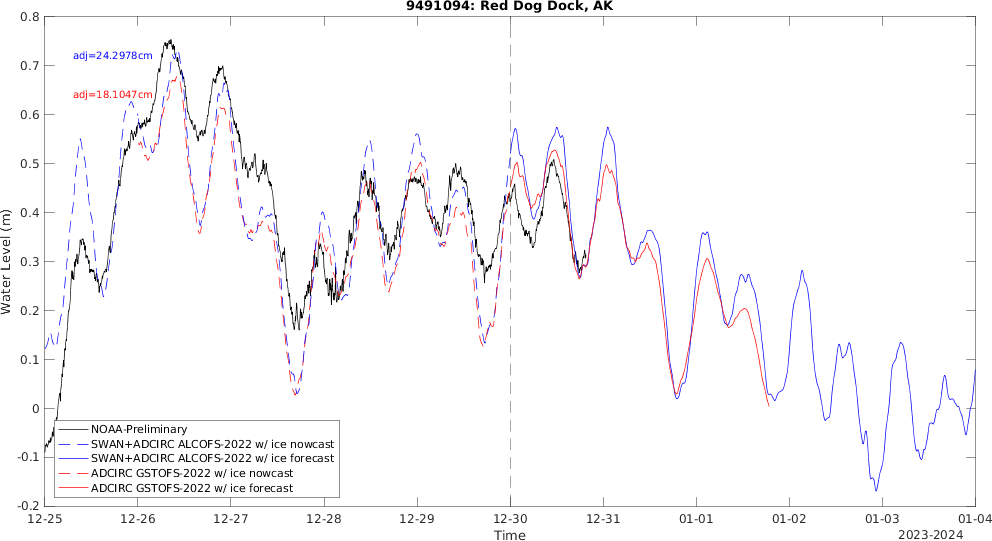 9491094: Red Dog Dock, AK
adj=24.2978cm
adj=18.1047cm
Water Level (m)
0.8
0.7
0.6
0.5
0.4
0.3
0.2
0.1
0
-0.1
-0.2
NOAA-Preliminary
SWAN+ADCIRC ALCOFS-2022 w/ ice nowcast
SWAN+ADCIRC ALCOFS-2022 w/ ice forecast
ADCIRC GSTOFS-2022 w/ ice nowcast
ADCIRC GSTOFS-2022 w/ ice forecast
12-25 12-26 12-27 12-28 12-29 12-30 12-31 01-01 01-02 01-03 01-04
Time
2023-2024